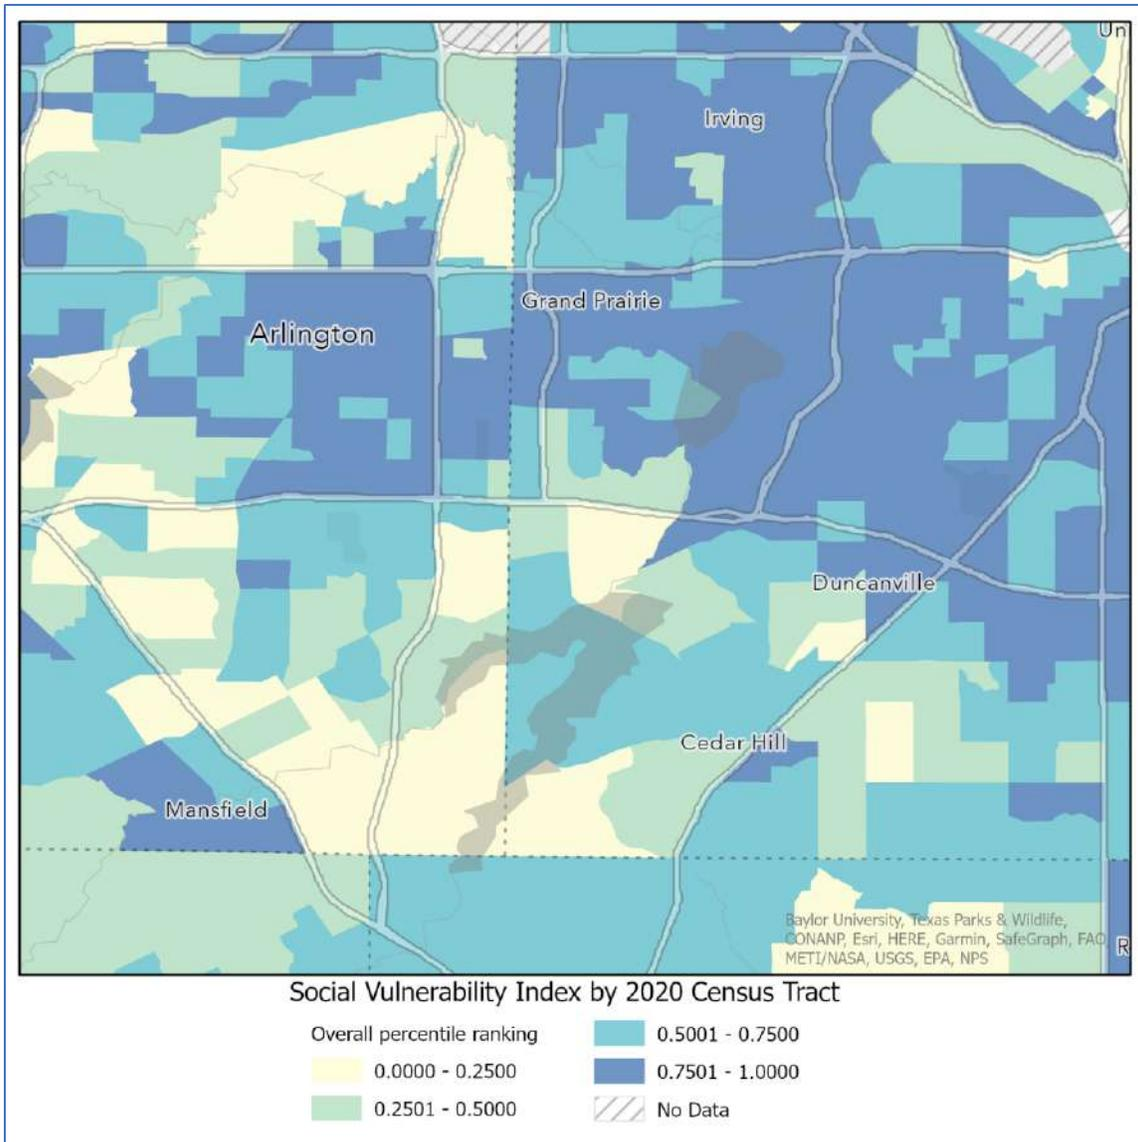 Un
Irving
Grand Prairie
Arlington
Duncanville
Cedar Hill
Mansfield
Baylor University, Texas Parks & Wildlife,
CONANP, Esri, HERE, Garmin, SafeGraph, FAO,
METI/NASA, USGS, EPA, NPS
R
Social Vulnerability Index by 2020 Census Tract
Overall percentile ranking
0.0000 - 0.2500
0.2501 - 0.5000
0.5001 - 0.7500
0.7501 - 1.0000
No Data